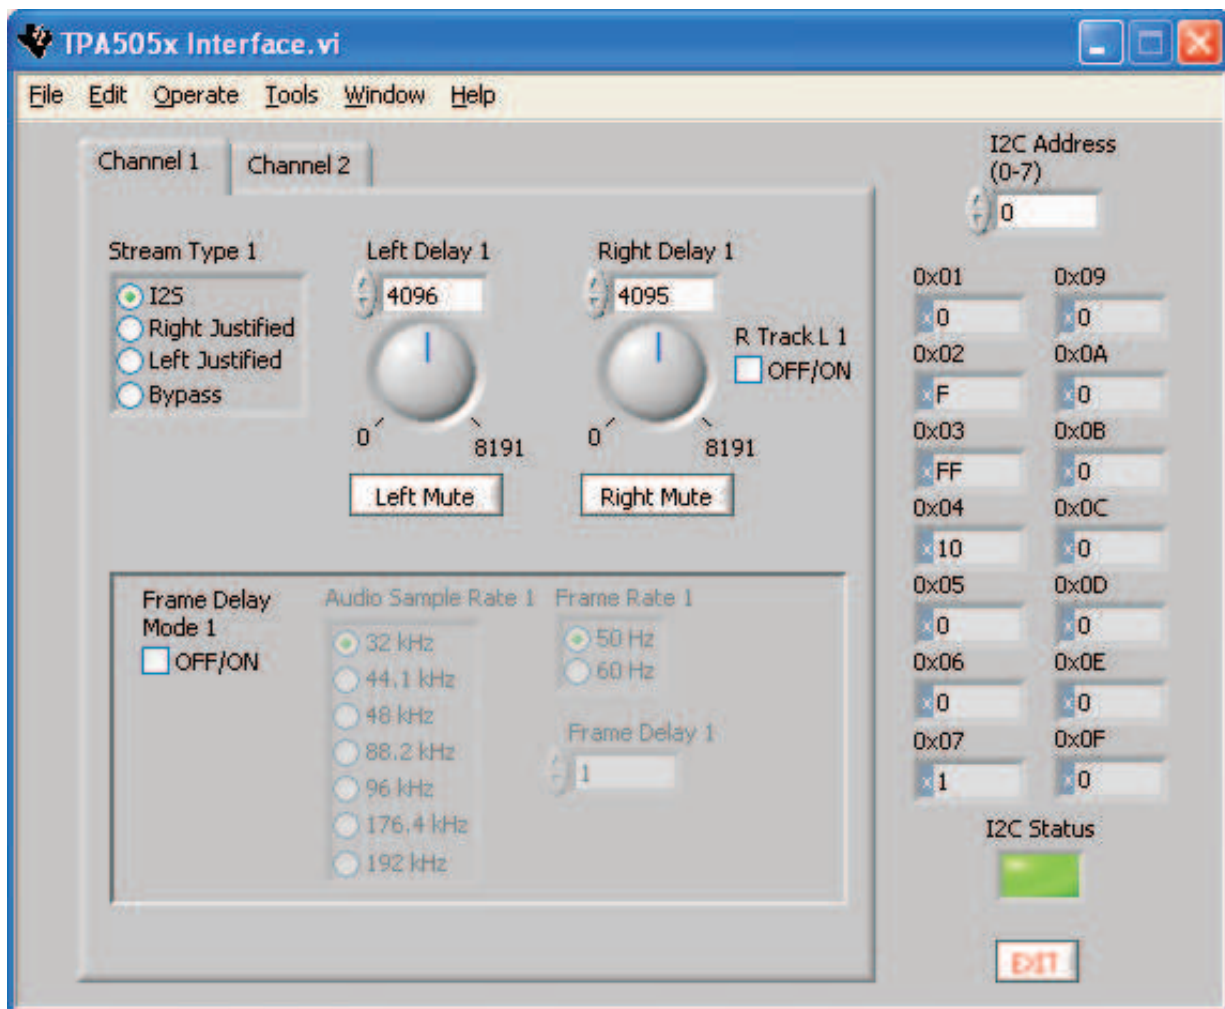 TPA505x Interface.vi
File Edit Operate Tools Window Help
Channel 1
Channel 2
Stream Type 1
I2S
Right Justified
Left Justified
Bypass
Left Delay 1
4096
0
8191
Left Mute
Right Delay 1
4095
0
8191
Right Mute
R Track L 1
OFF/ON
Frame Delay
Mode 1
OFF/ON
Audio Sample Rate 1
32 kHz
44.1 kHz
48 kHz
88.2 kHz
96 kHz
176.4 kHz
192 kHz
Frame Rate 1
50 Hz
60 Hz
Frame Delay 1
1
I2C Address
(0-7)
0
0x01 0x09
x 0 x 0
0x02 0x0A
x F x 0
0x03 0x0B
x FF x 0
0x04 0x0C
x 10 x 0
0x05 0x0D
x 0 x 0
0x06 0x0E
x 0 x 0
0x07 0x0F
x 1 x 0
I2C Status
EXIT